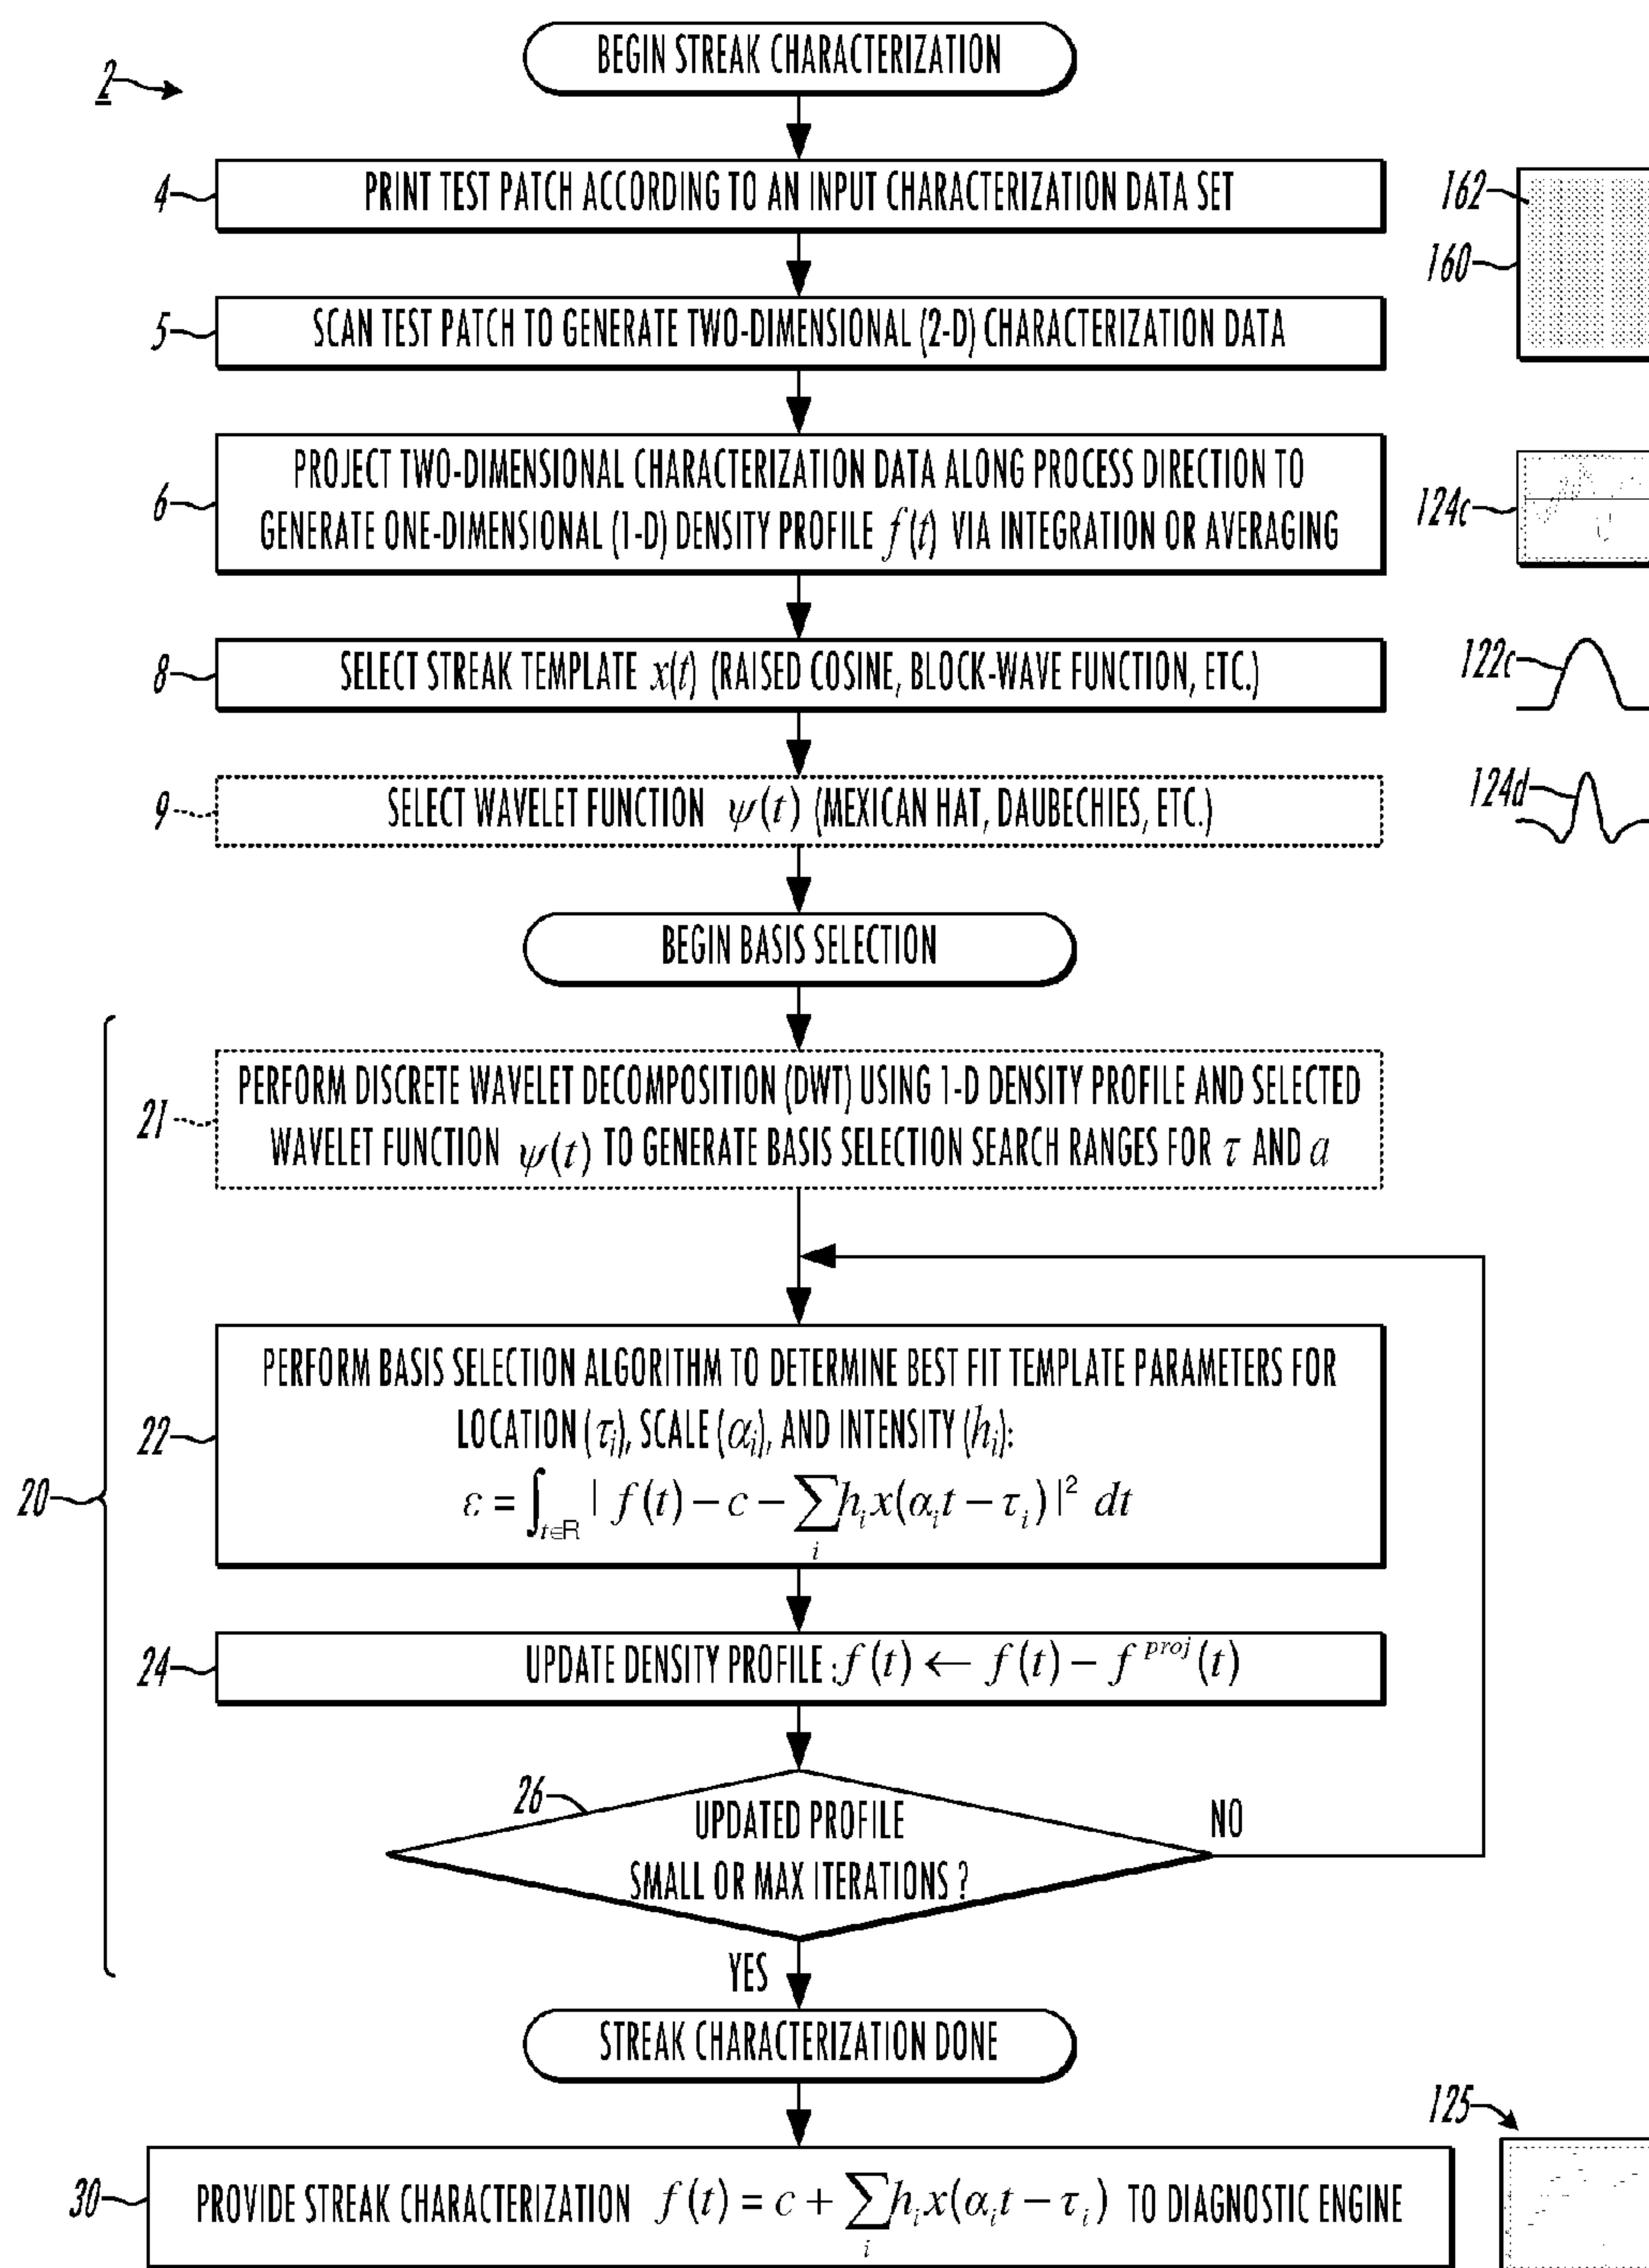 2
BEGIN STREAK CHARACTERIZATION
4
PRINT TEST PATCH ACCORDING TO AN INPUT CHARACTERIZATION DATA SET
162
160
5
SCAN TEST PATCH TO GENERATE TWO-DIMENSIONAL (2-D) CHARACTERIZATION DATA
6
PROJECT TWO-DIMENSIONAL CHARACTERIZATION DATA ALONG PROCESS DIRECTION TO
GENERATE ONE-DIMENSIONAL (1-D) DENSITY PROFILE f(t) VIA INTEGRATION OR AVERAGING
124c
8
SELECT STREAK TEMPLATE x(t) (RAISED COSINE, BLOCK-WAVE FUNCTION, ETC.)
122c
9
SELECT WAVELET FUNCTION ψ(t) (MEXICAN HAT, DAUBECHIES, ETC.)
124d
BEGIN BASIS SELECTION
20
21
PERFORM DISCRETE WAVELET DECOMPOSITION (DWT) USING 1-D DENSITY PROFILE AND SELECTED
WAVELET FUNCTION ψ(t) TO GENERATE BASIS SELECTION SEARCH RANGES FOR τ AND a
22
PERFORM BASIS SELECTION ALGORITHM TO DETERMINE BEST FIT TEMPLATE PARAMETERS FOR
LOCATION (τᵢ), SCALE (αᵢ), AND INTENSITY (hᵢ):
ε = ∫_{t∈R} | f(t) – c – ∑_i hᵢ x(αᵢ t – τᵢ) |² dt
24
UPDATE DENSITY PROFILE : f(t) ← f(t) – f^{proj}(t)
26
UPDATED PROFILE
SMALL OR MAX ITERATIONS ?
NO
YES
STREAK CHARACTERIZATION DONE
125
30
PROVIDE STREAK CHARACTERIZATION f(t) = c + ∑_i hᵢ x(αᵢ t – τᵢ) TO DIAGNOSTIC ENGINE